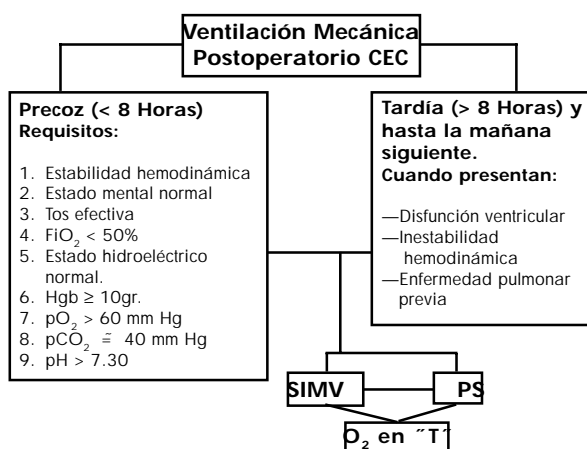 Ventilación Mecánica
Postoperatorio CEC
Precoz (< 8 Horas)
Requisitos:
1. Estabilidad hemodinámica
2. Estado mental normal
3. Tos efectiva
4. FiO₂ < 50%
5. Estado hidroeléctrico
normal.
6. Hgb ≥ 10gr.
7. pO₂ > 60 mm Hg
8. pCO₂ ≅ 40 mm Hg
9. pH > 7.30
Tardía (> 8 Horas) y
hasta la mañana
siguiente.
Cuando presentan:
—Disfunción ventricular
—Inestabilidad
hemodinámica
—Enfermedad pulmonar
previa
SIMV
PS
O₂ en ˝T˝